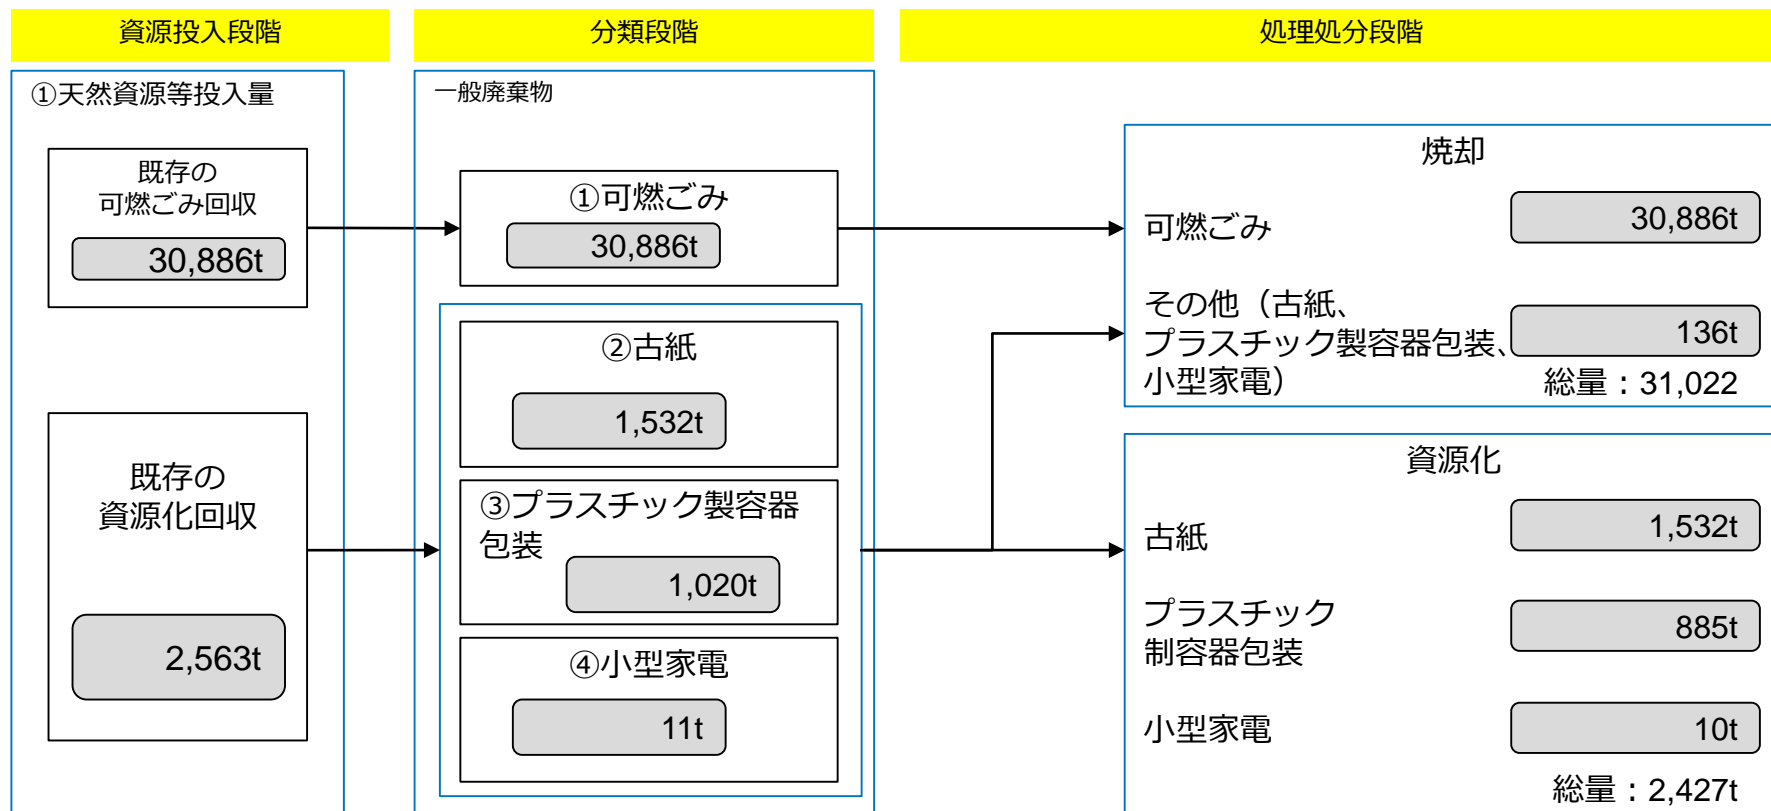 資源投入段階
分類段階
処理処分段階
①天然資源等投入量
既存の
可燃ごみ回収
30,886t
既存の
資源化回収
2,563t
一般廃棄物
①可燃ごみ
30,886t
②古紙
1,532t
③プラスチック製容器
包装
1,020t
④小型家電
11t
焼却
可燃ごみ
30,886t
その他（古紙、
プラスチック製容器包装、
小型家電）
136t
総量：31,022
資源化
古紙
1,532t
プラスチック
制容器包装
885t
小型家電
10t
総量：2,427t